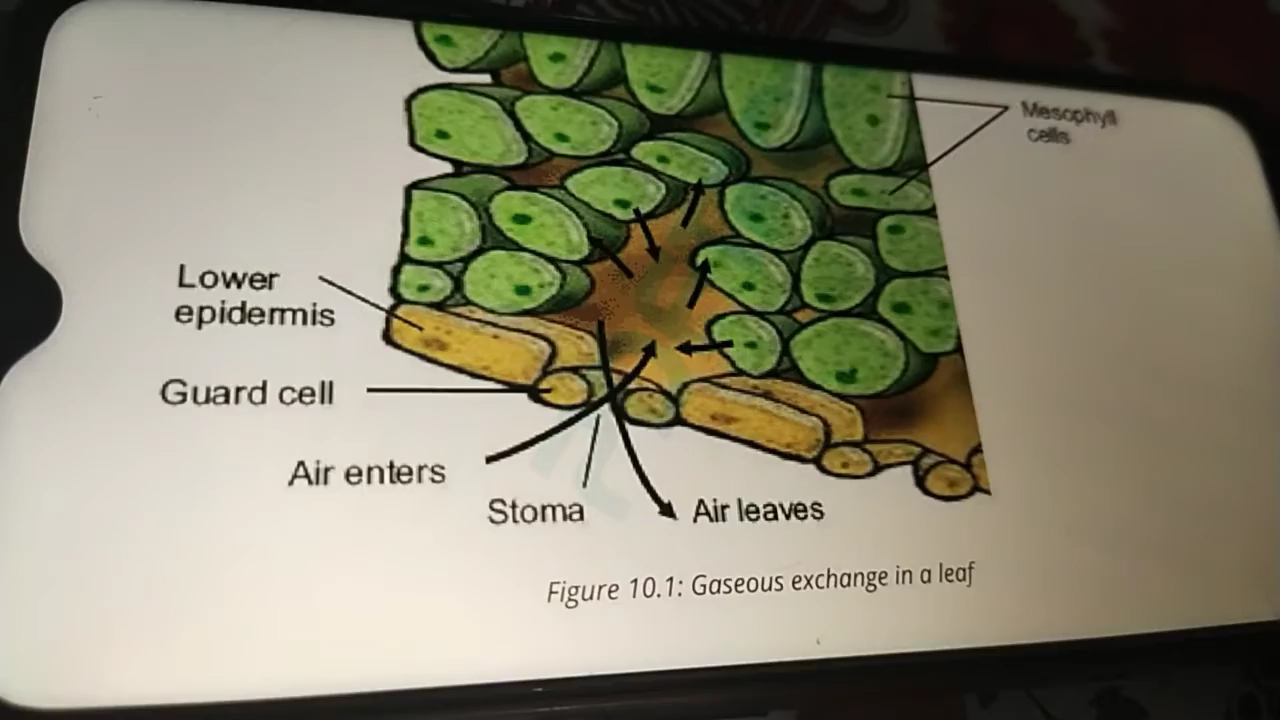 Mesophyll
cells
Lower
epidermis
Guard cell
Air enters
Stoma
Air leaves
Figure 10.1: Gaseous exchange in a leaf